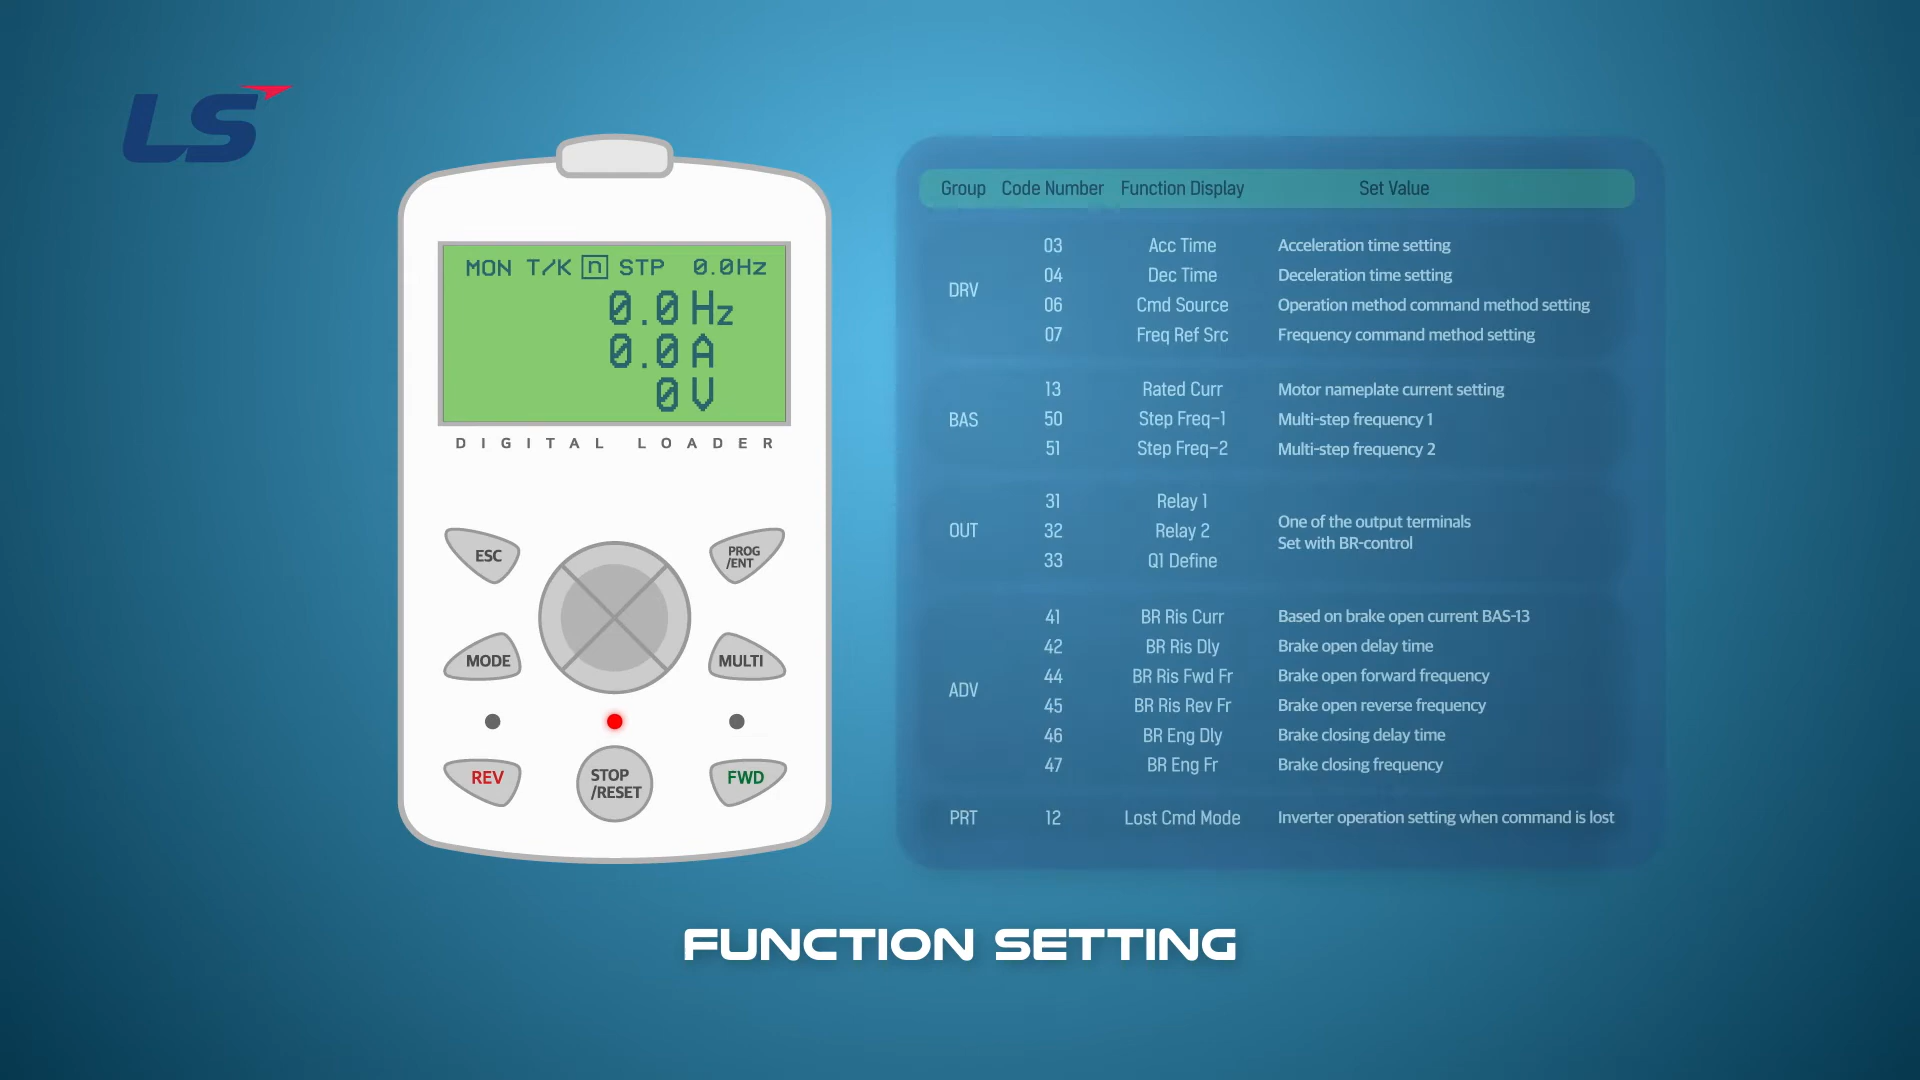 LS
MON T/K n STP 0.0Hz
0.0 Hz
0.0 A
0 V
DIGITAL LOADER
ESC
PROG
/ENT
MODE
MULTI
REV
STOP
/RESET
FWD
Group Code Number Function Display Set Value
DRV
03 Acc Time Acceleration time setting
04 Dec Time Deceleration time setting
06 Cmd Source Operation method command method setting
07 Freq Ref Src Frequency command method setting
BAS
13 Rated Curr Motor nameplate current setting
50 Step Freq-1 Multi-step frequency 1
51 Step Freq-2 Multi-step frequency 2
OUT
31 Relay 1
32 Relay 2
33 Q1 Define
One of the output terminals
Set with BR-control
ADV
41 BR Ris Curr Based on brake open current BAS-13
42 BR Ris Dly Brake open delay time
44 BR Ris Fwd Fr Brake open forward frequency
45 BR Ris Rev Fr Brake open reverse frequency
46 BR Eng Dly Brake closing delay time
47 BR Eng Fr Brake closing frequency
PRT 12 Lost Cmd Mode Inverter operation setting when command is lost
FUNCTION SETTING